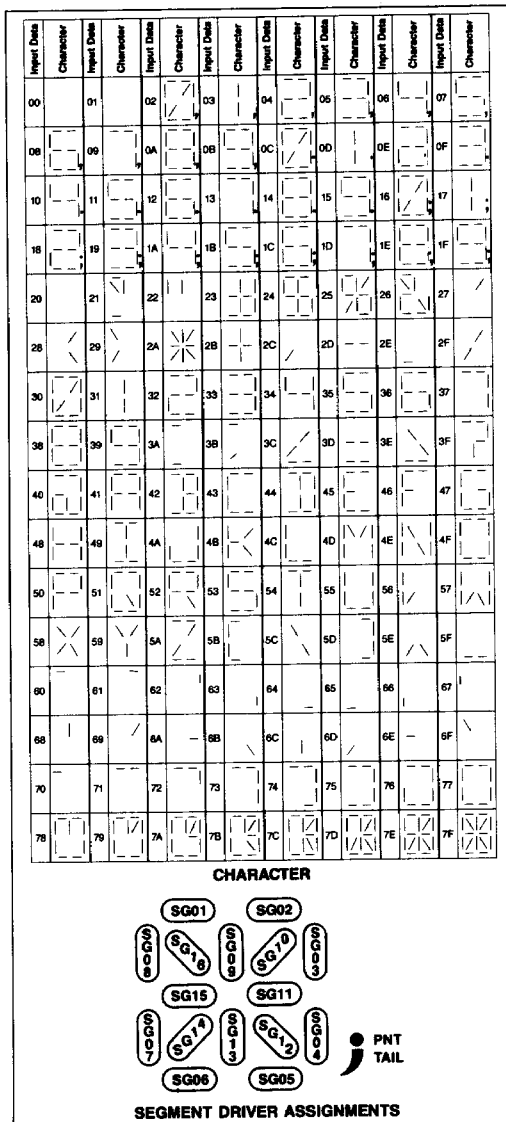 Input Data Character Input Data Character Input Data Character Input Data Character Input Data Character Input Data Character Input Data Character Input Data Character
00 01 02 03 04 05 06 07
08 09 0A 0B 0C 0D 0E 0F
10 11 12 13 14 15 16 17
18 19 1A 1B 1C 1D 1E 1F
20 21 22 23 24 25 26 27
28 29 2A 2B 2C 2D 2E 2F
30 31 32 33 34 35 36 37
38 39 3A 3B 3C 3D 3E 3F
40 41 42 43 44 45 46 47
48 49 4A 4B 4C 4D 4E 4F
50 51 52 53 54 55 56 57
58 59 5A 5B 5C 5D 5E 5F
60 61 62 63 64 65 66 67
68 69 6A 6B 6C 6D 6E 6F
70 71 72 73 74 75 76 77
78 79 7A 7B 7C 7D 7E 7F
CHARACTER
SG01 SG02
SG08 SG16 SG09 SG10 SG03
SG15 SG11
SG07 SG14 SG13 SG12 SG04
PNT
TAIL
SG06 SG05
SEGMENT DRIVER ASSIGNMENTS